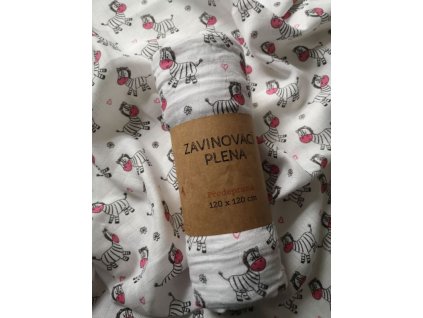 ZAVINOVACÍ
PLENA
Předepraná
120 x 120 cm